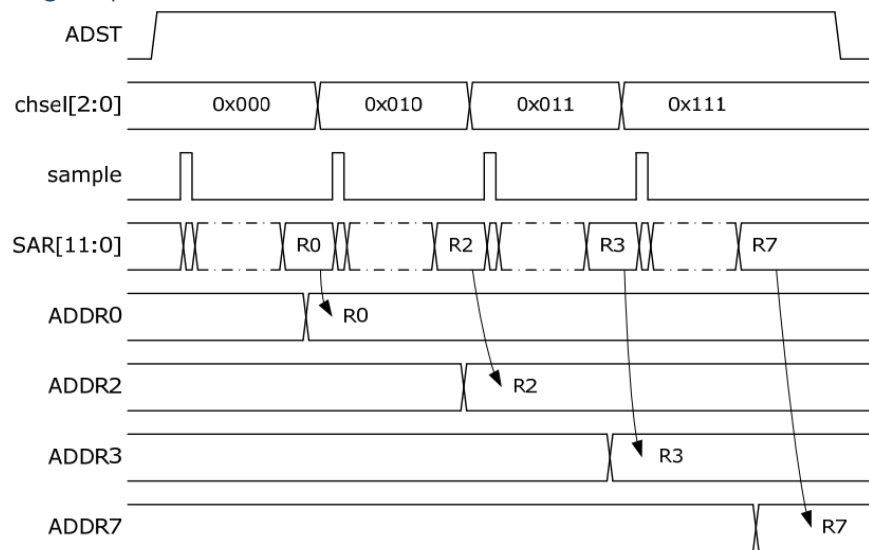 ADST
chsel[2:0] 0x000 0x010 0x011 0x111
sample
SAR[11:0] R0 R2 R3 R7
ADDR0 R0
ADDR2 R2
ADDR3 R3
ADDR7 R7